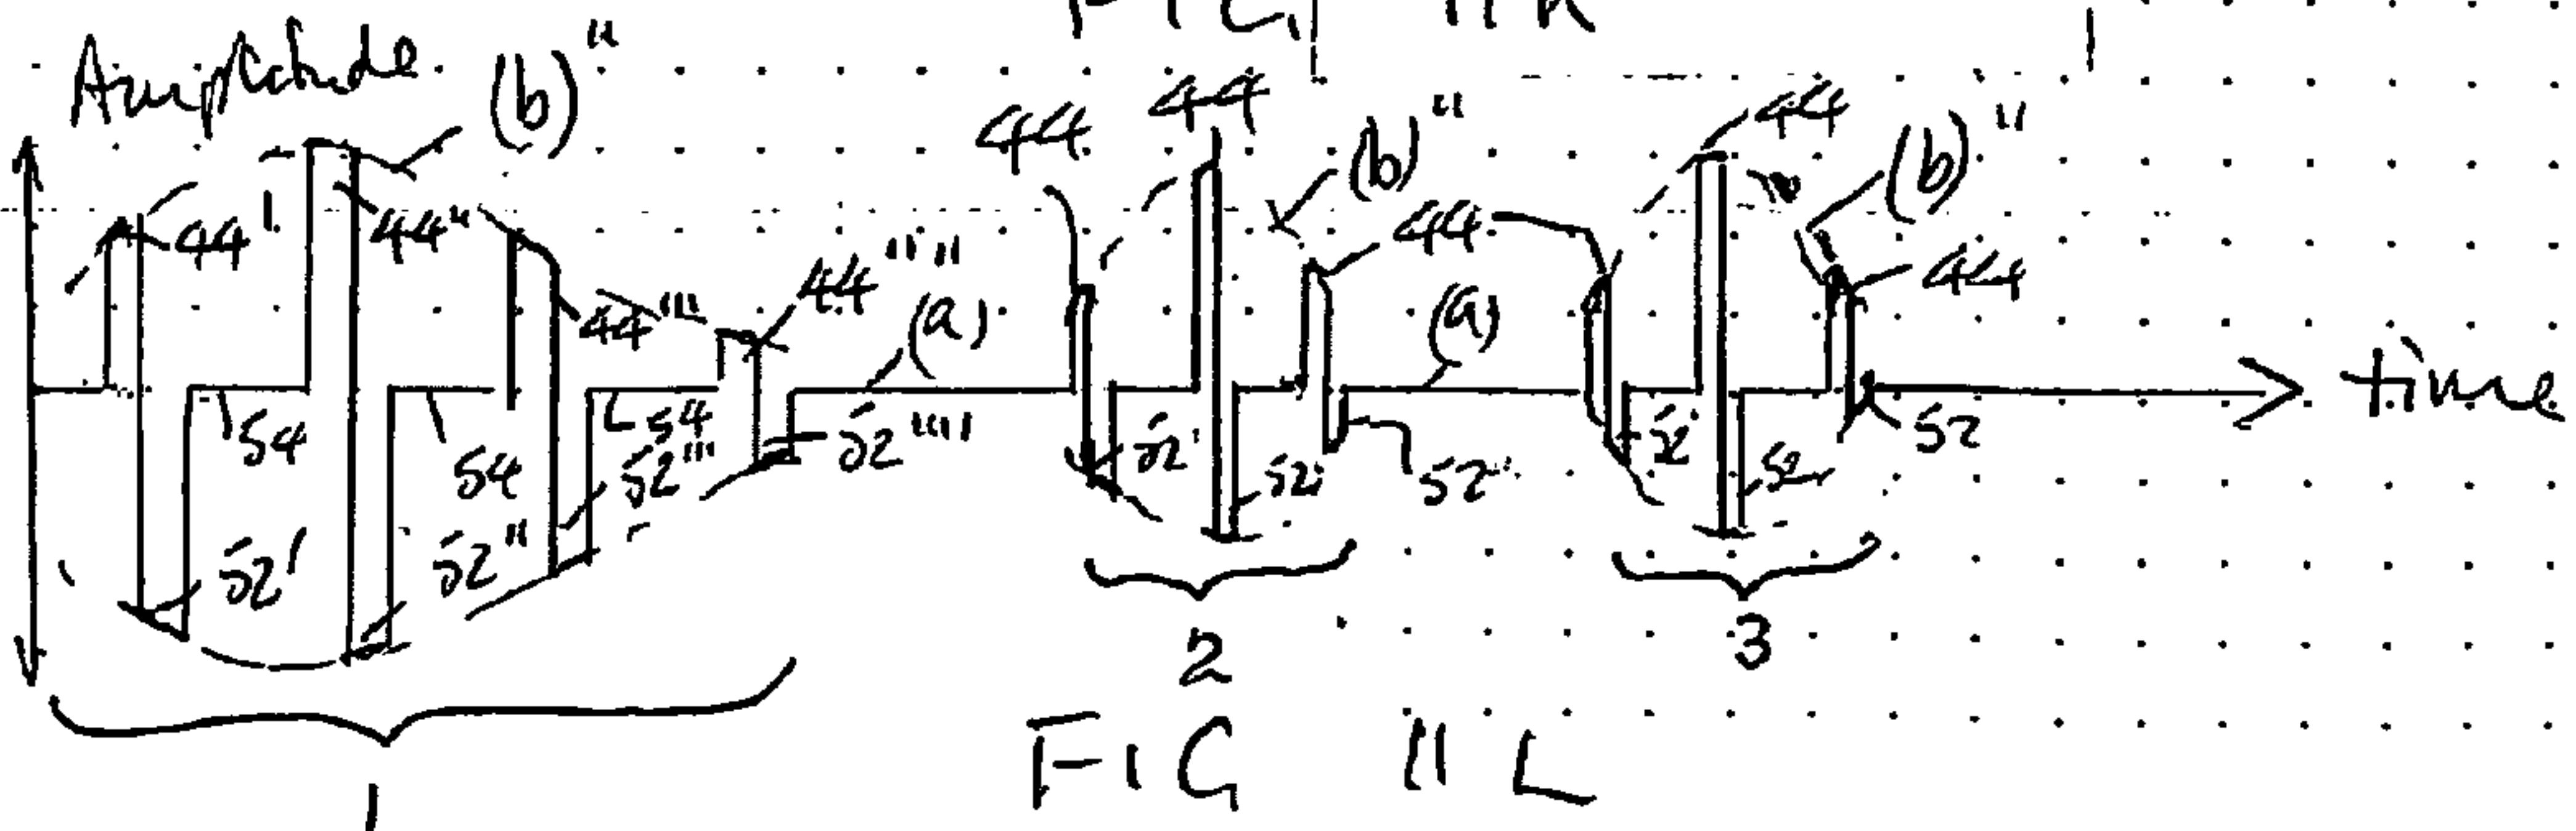 FIG 11K
Amplitude (b)"
44 44 (b)" 44 44 (b)"
44' 44" 44''' 44'''' (a) (a) 44
54 54 54 time
52' 52" 52''' 52'''' 52' 52' 52' 52' 52 52
1 2 3
FIG 11L